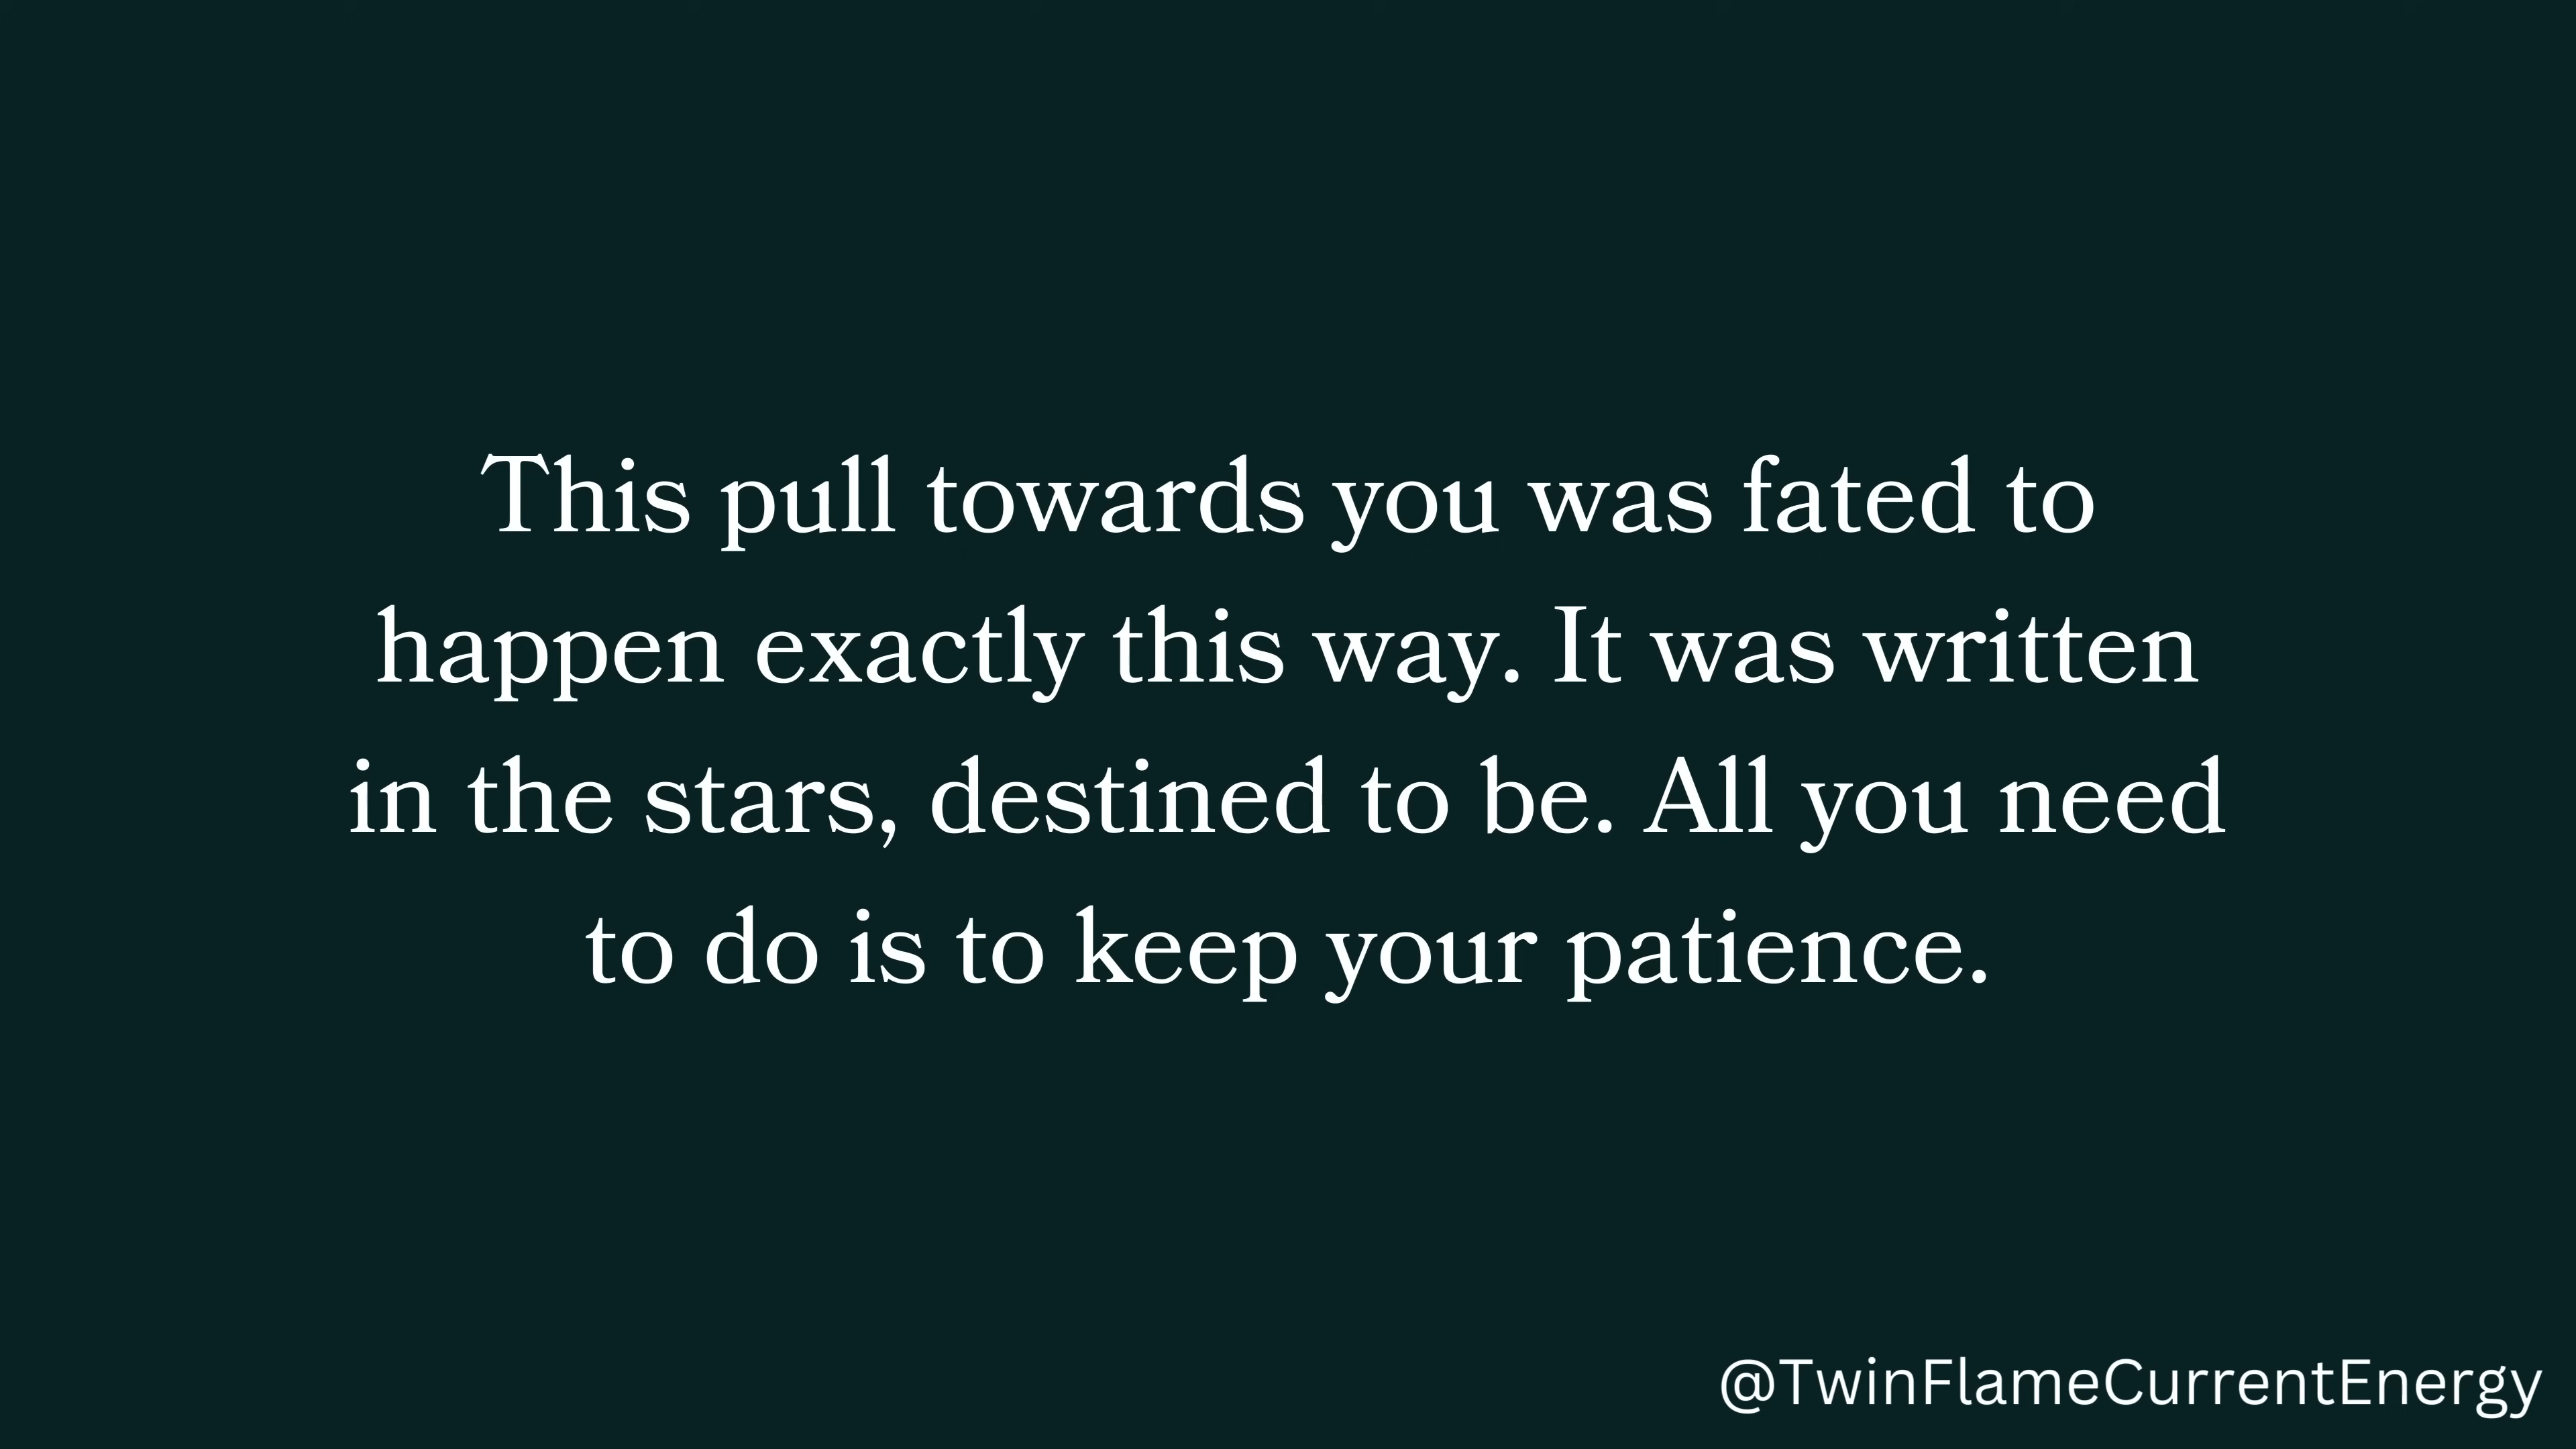 This pull towards you was fated to
happen exactly this way. It was written
in the stars, destined to be. All you need
to do is to keep your patience.
@TwinFlameCurrentEnergy